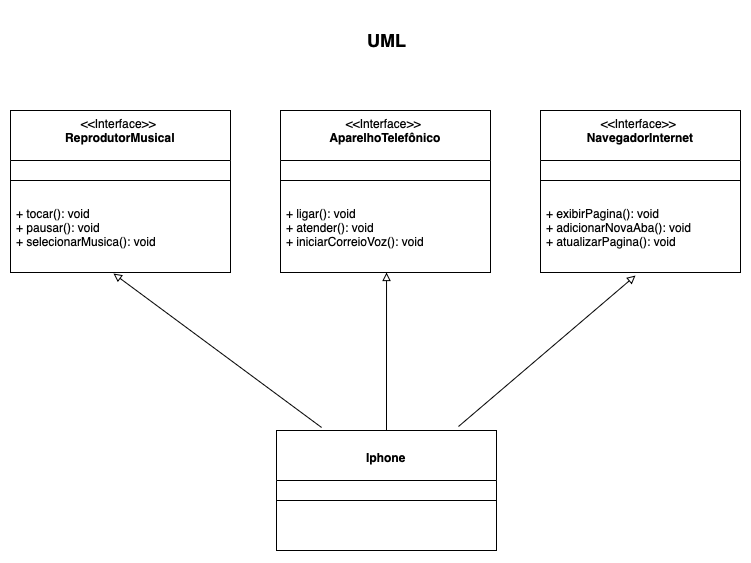 UML
<<Interface>>
ReprodutorMusical
+ tocar(): void
+ pausar(): void
+ selecionarMusica(): void
<<Interface>>
AparelhoTelefônico
+ ligar(): void
+ atender(): void
+ iniciarCorreioVoz(): void
<<Interface>>
NavegadorInternet
+ exibirPagina(): void
+ adicionarNovaAba(): void
+ atualizarPagina(): void
Iphone